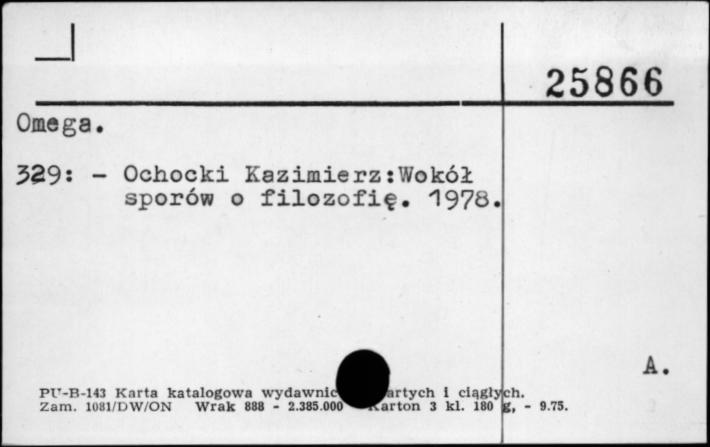 25866
Omega.
329: - Ochocki Kazimierz:Wokół
sporów o filozofię. 1978.
A.
PU-B-143 Karta katalogowa wydawnic artych i ciągłych.
Zam. 1081/DW/ON Wrak 888 - 2.385.000 Karton 3 kl. 180 g, - 9.75.